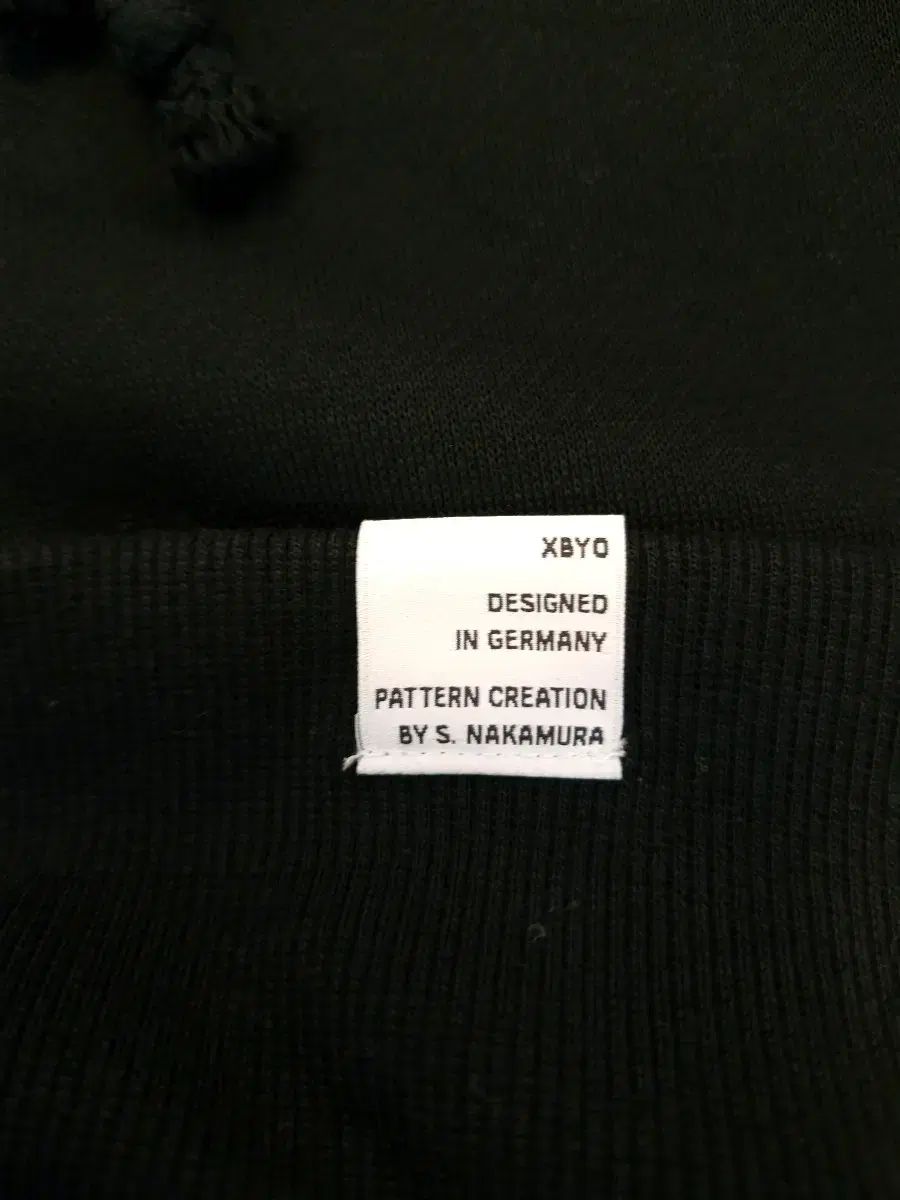 XBYO
DESIGNED
IN GERMANY
PATTERN CREATION
BY S. NAKAMURA